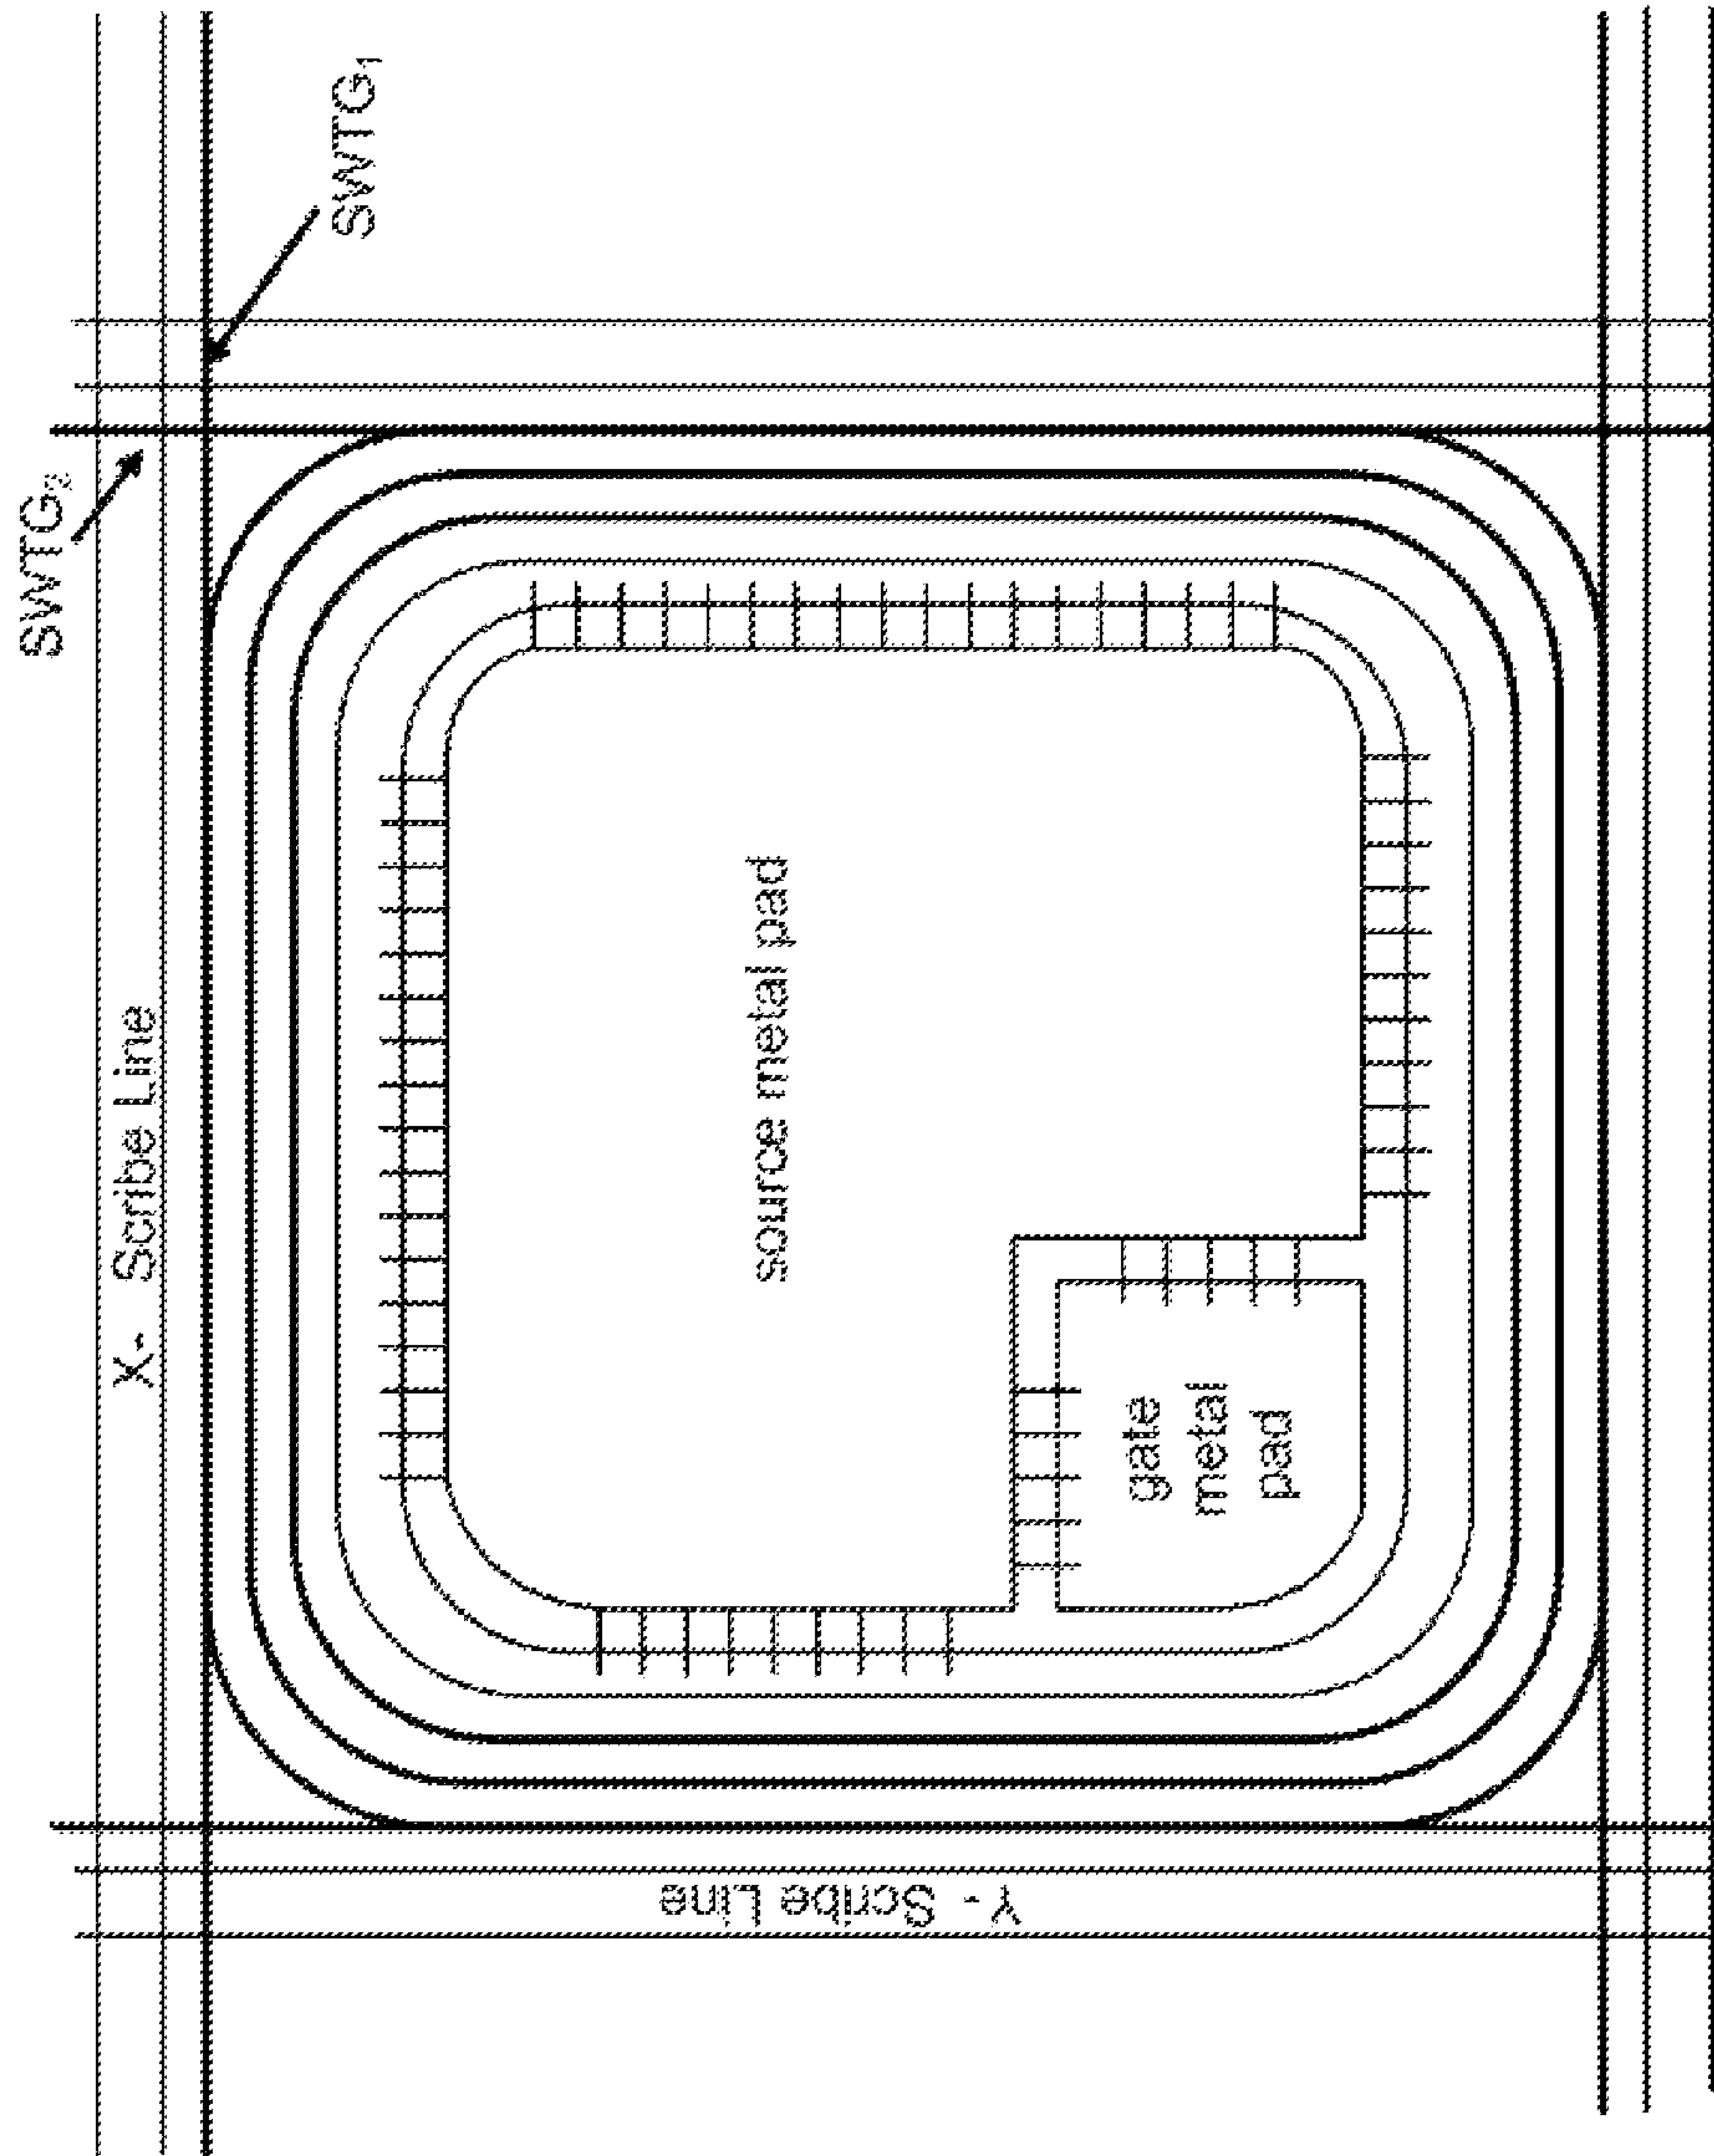 SWTG₂
SWTG₁
X- Scribe Line
source metal pad
gate
metal
pad
Y - Scribe Line